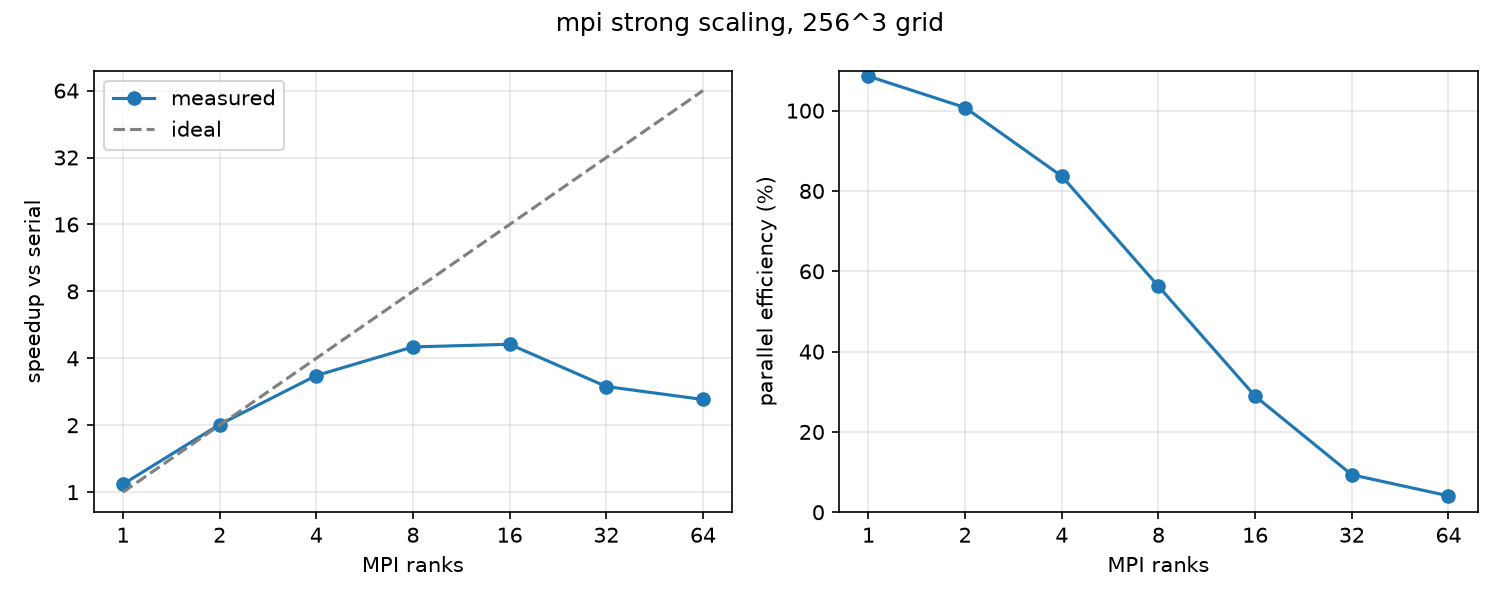 mpi strong scaling, 256^3 grid
measured
ideal
64
32
16
8
4
2
1
speedup vs serial
1 2 4 8 16 32 64
MPI ranks
100
80
60
40
20
0
parallel efficiency (%)
1 2 4 8 16 32 64
MPI ranks